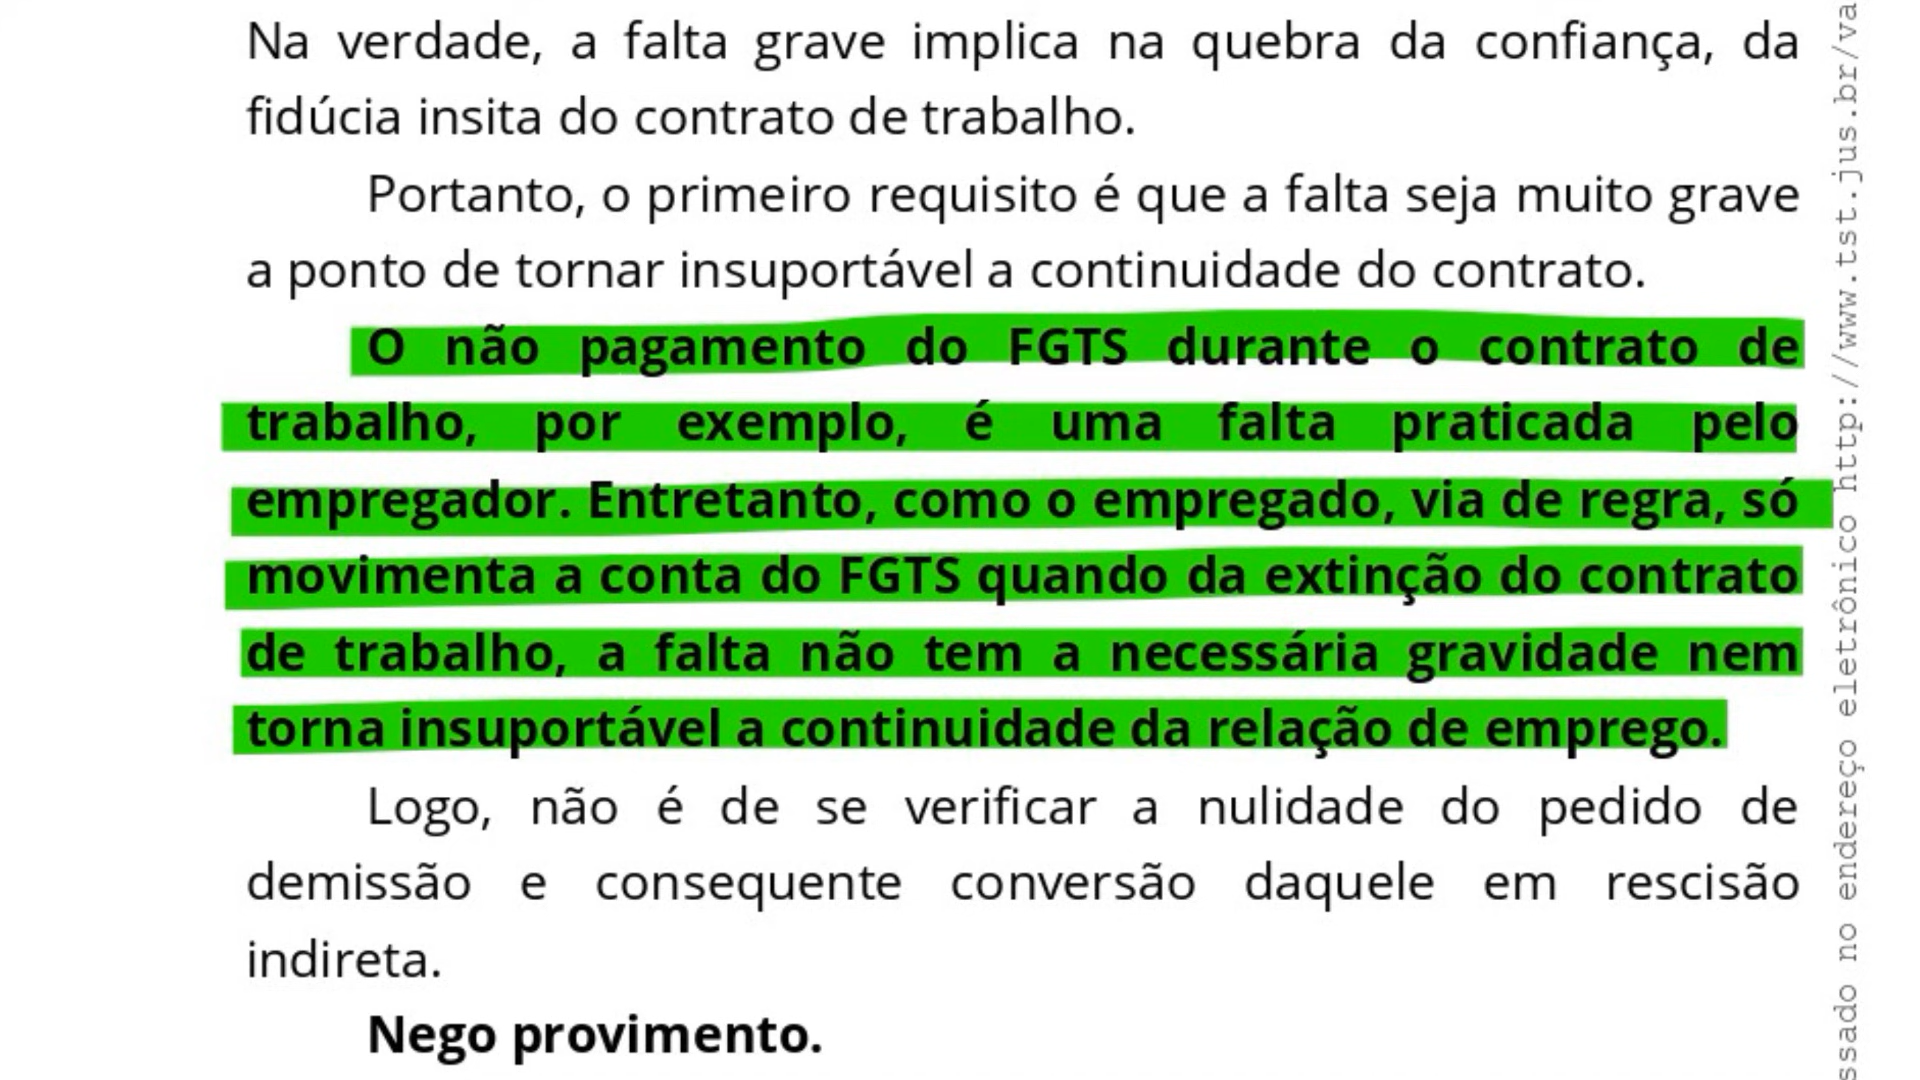 Na verdade, a falta grave implica na quebra da confiança, da
fidúcia insita do contrato de trabalho.
Portanto, o primeiro requisito é que a falta seja muito grave
a ponto de tornar insuportável a continuidade do contrato.
O não pagamento do FGTS durante o contrato de
trabalho, por exemplo, é uma falta praticada pelo
empregador. Entretanto, como o empregado, via de regra, só
movimenta a conta do FGTS quando da extinção do contrato
de trabalho, a falta não tem a necessária gravidade nem
torna insuportável a continuidade da relação de emprego.
Logo, não é de se verificar a nulidade do pedido de
demissão e consequente conversão daquele em rescisão
indireta.
Nego provimento.
no endereço eletrônico http://www.tst.jus.br/va